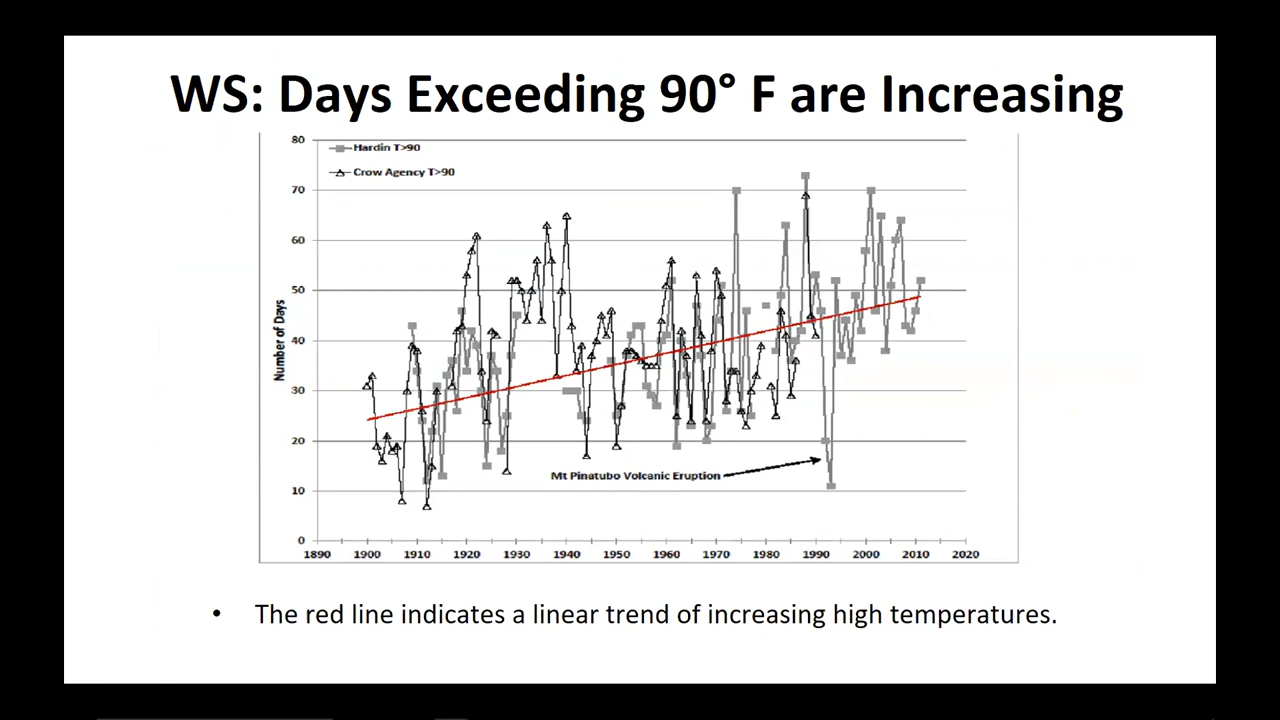 WS: Days Exceeding 90° F are Increasing
80
Hardin T>90
Crow Agency T>90
70
60
50
40
30
20
10
0
Number of Days
Mt Pinatubo Volcanic Eruption
1890 1900 1910 1920 1930 1940 1950 1960 1970 1980 1990 2000 2010 2020
• The red line indicates a linear trend of increasing high temperatures.